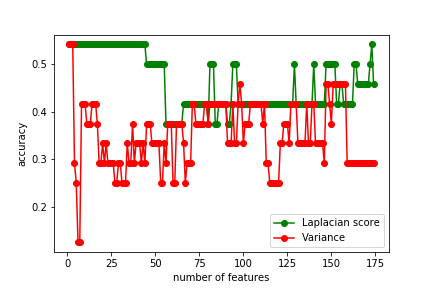 0.5
0.4
0.3
0.2
accuracy
0 25 50 75 100 125 150 175
number of features
Laplacian score
Variance